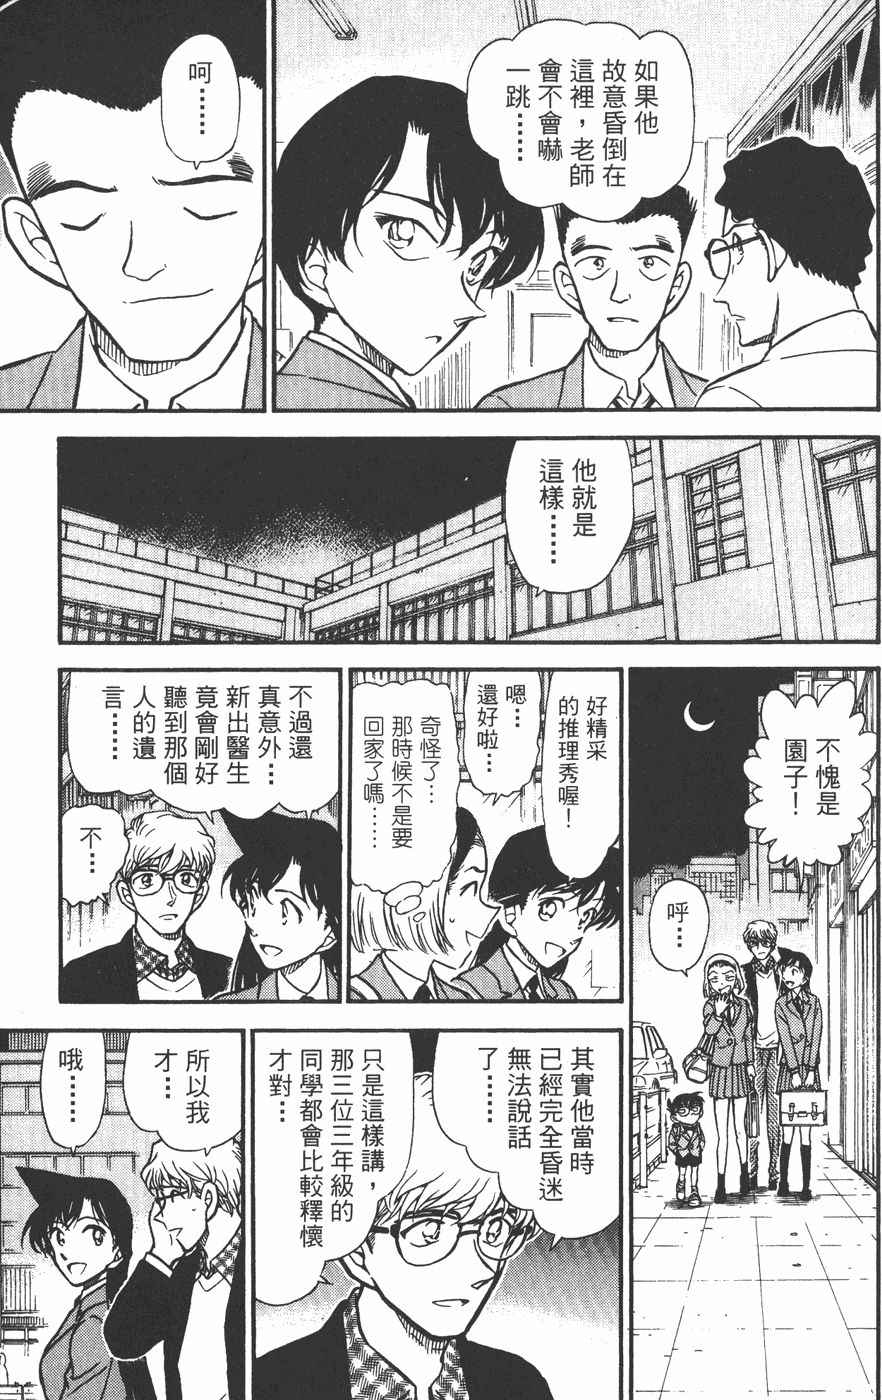 如果他
故意昏倒在
這裡，老師
會不會嚇
一跳……
呵……
他就是
這樣……
不愧是
園子！
呼…
好精采
的推理秀喔！
嗯…
還好啦…
奇怪了…
那時候不是要
回家了嗎……
不過還
真意外…
新出醫生
竟會剛好
聽到那個
人的遺
言……
不…
其實他當時
已經完全昏迷
無法說話
了…
只是這樣講，
那三位三年級的
同學都會比較釋懷
才對…
所以我
才…
哦……